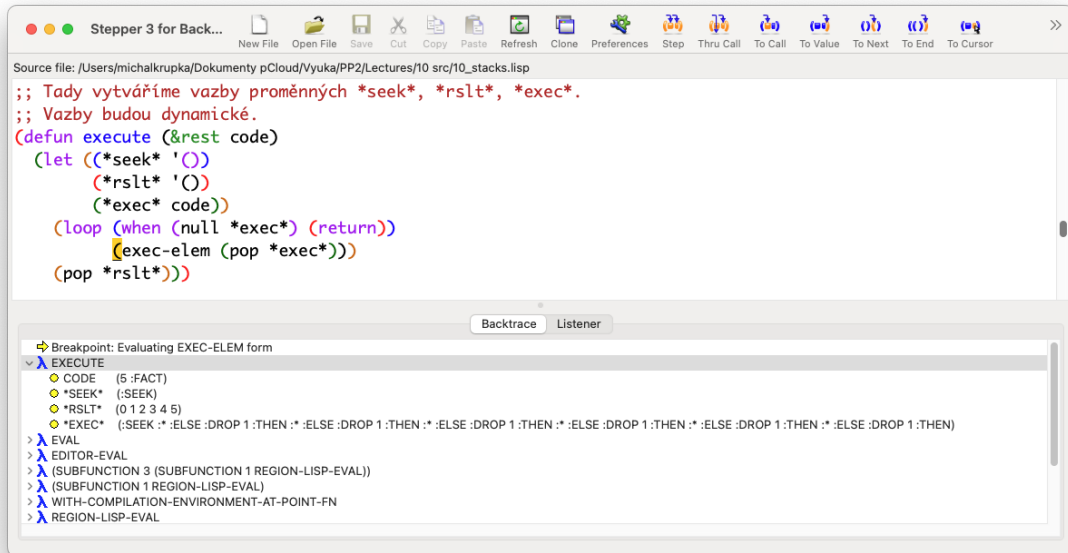 Stepper 3 for Back...
New File Open File Save Cut Copy Paste Refresh Clone Preferences Step Thru Call To Call To Value To Next To End To Cursor
Source file: /Users/michalkrupka/Dokumenty pCloud/Vyuka/PP2/Lectures/10 src/10_stacks.lisp
;; Tady vytváříme vazby proměnných *seek*, *rslt*, *exec*.
;; Vazby budou dynamické.
(defun execute (&rest code)
(let ((*seek* '())
(*rslt* '())
(*exec* code))
(loop (when (null *exec*) (return))
(exec-elem (pop *exec*)))
(pop *rslt*)))
Backtrace Listener
Breakpoint: Evaluating EXEC-ELEM form
λ EXECUTE
CODE (5 :FACT)
*SEEK* (:SEEK)
*RSLT* (0 1 2 3 4 5)
*EXEC* (:SEEK :* :ELSE :DROP 1 :THEN :* :ELSE :DROP 1 :THEN :* :ELSE :DROP 1 :THEN :* :ELSE :DROP 1 :THEN :* :ELSE :DROP 1 :THEN :* :ELSE :DROP 1 :THEN)
λ EVAL
λ EDITOR-EVAL
λ (SUBFUNCTION 3 (SUBFUNCTION 1 REGION-LISP-EVAL))
λ (SUBFUNCTION 1 REGION-LISP-EVAL)
λ WITH-COMPILATION-ENVIRONMENT-AT-POINT-FN
λ REGION-LISP-EVAL